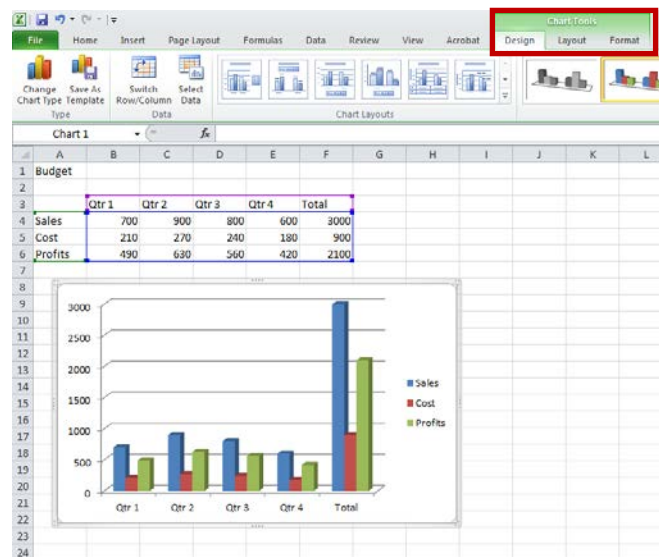 Chart Tools
File Home Insert Page Layout Formulas Data Review View Acrobat Design Layout Format
Change Chart Type Save As Template Switch Row/Column Select Data
Type Data Chart Layouts
Chart 1 fx
A B C D E F G H I J K L
1 Budget
2
3 Qtr 1 Qtr 2 Qtr 3 Qtr 4 Total
4 Sales 700 900 800 600 3000
5 Cost 210 270 240 180 900
6 Profits 490 630 560 420 2100
7
8
9
10
11
12
13
14
15
16
17
18
19
20
21
22
23
24
3000
2500
2000
1500
1000
500
0
Qtr 1 Qtr 2 Qtr 3 Qtr 4 Total
Sales
Cost
Profits